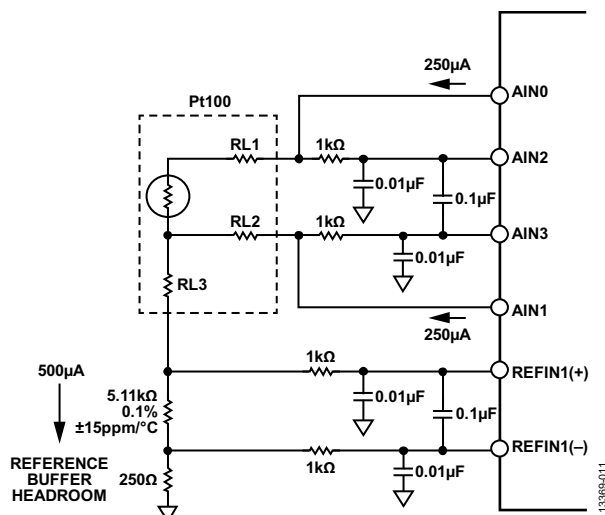 250µA
AIN0
Pt100
RL1
1kΩ
AIN2
0.01µF
0.1µF
RL2
1kΩ
AIN3
0.01µF
RL3
AIN1
250µA
500µA
1kΩ
REFIN1(+)
5.11kΩ
0.1%
±15ppm/°C
0.01µF
0.1µF
REFIN1(–)
REFERENCE
BUFFER
HEADROOM
250Ω
1kΩ
0.01µF
13369-011